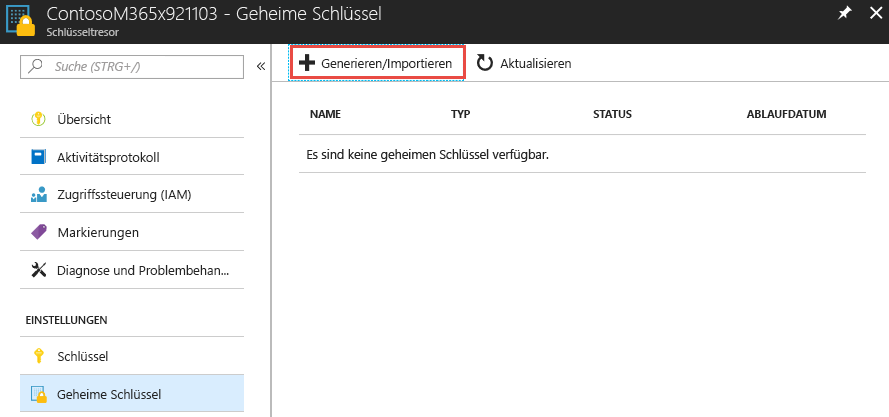 ContosoM365x921103 - Geheime Schlüssel
Schlüsseltresor
Suche (STRG+/)
«
Übersicht
Aktivitätsprotokoll
Zugriffssteuerung (IAM)
Markierungen
Diagnose und Problembehan...
EINSTELLUNGEN
Schlüssel
Geheime Schlüssel
Generieren/Importieren
Aktualisieren
NAME TYP STATUS ABLAUFDATUM
Es sind keine geheimen Schlüssel verfügbar.